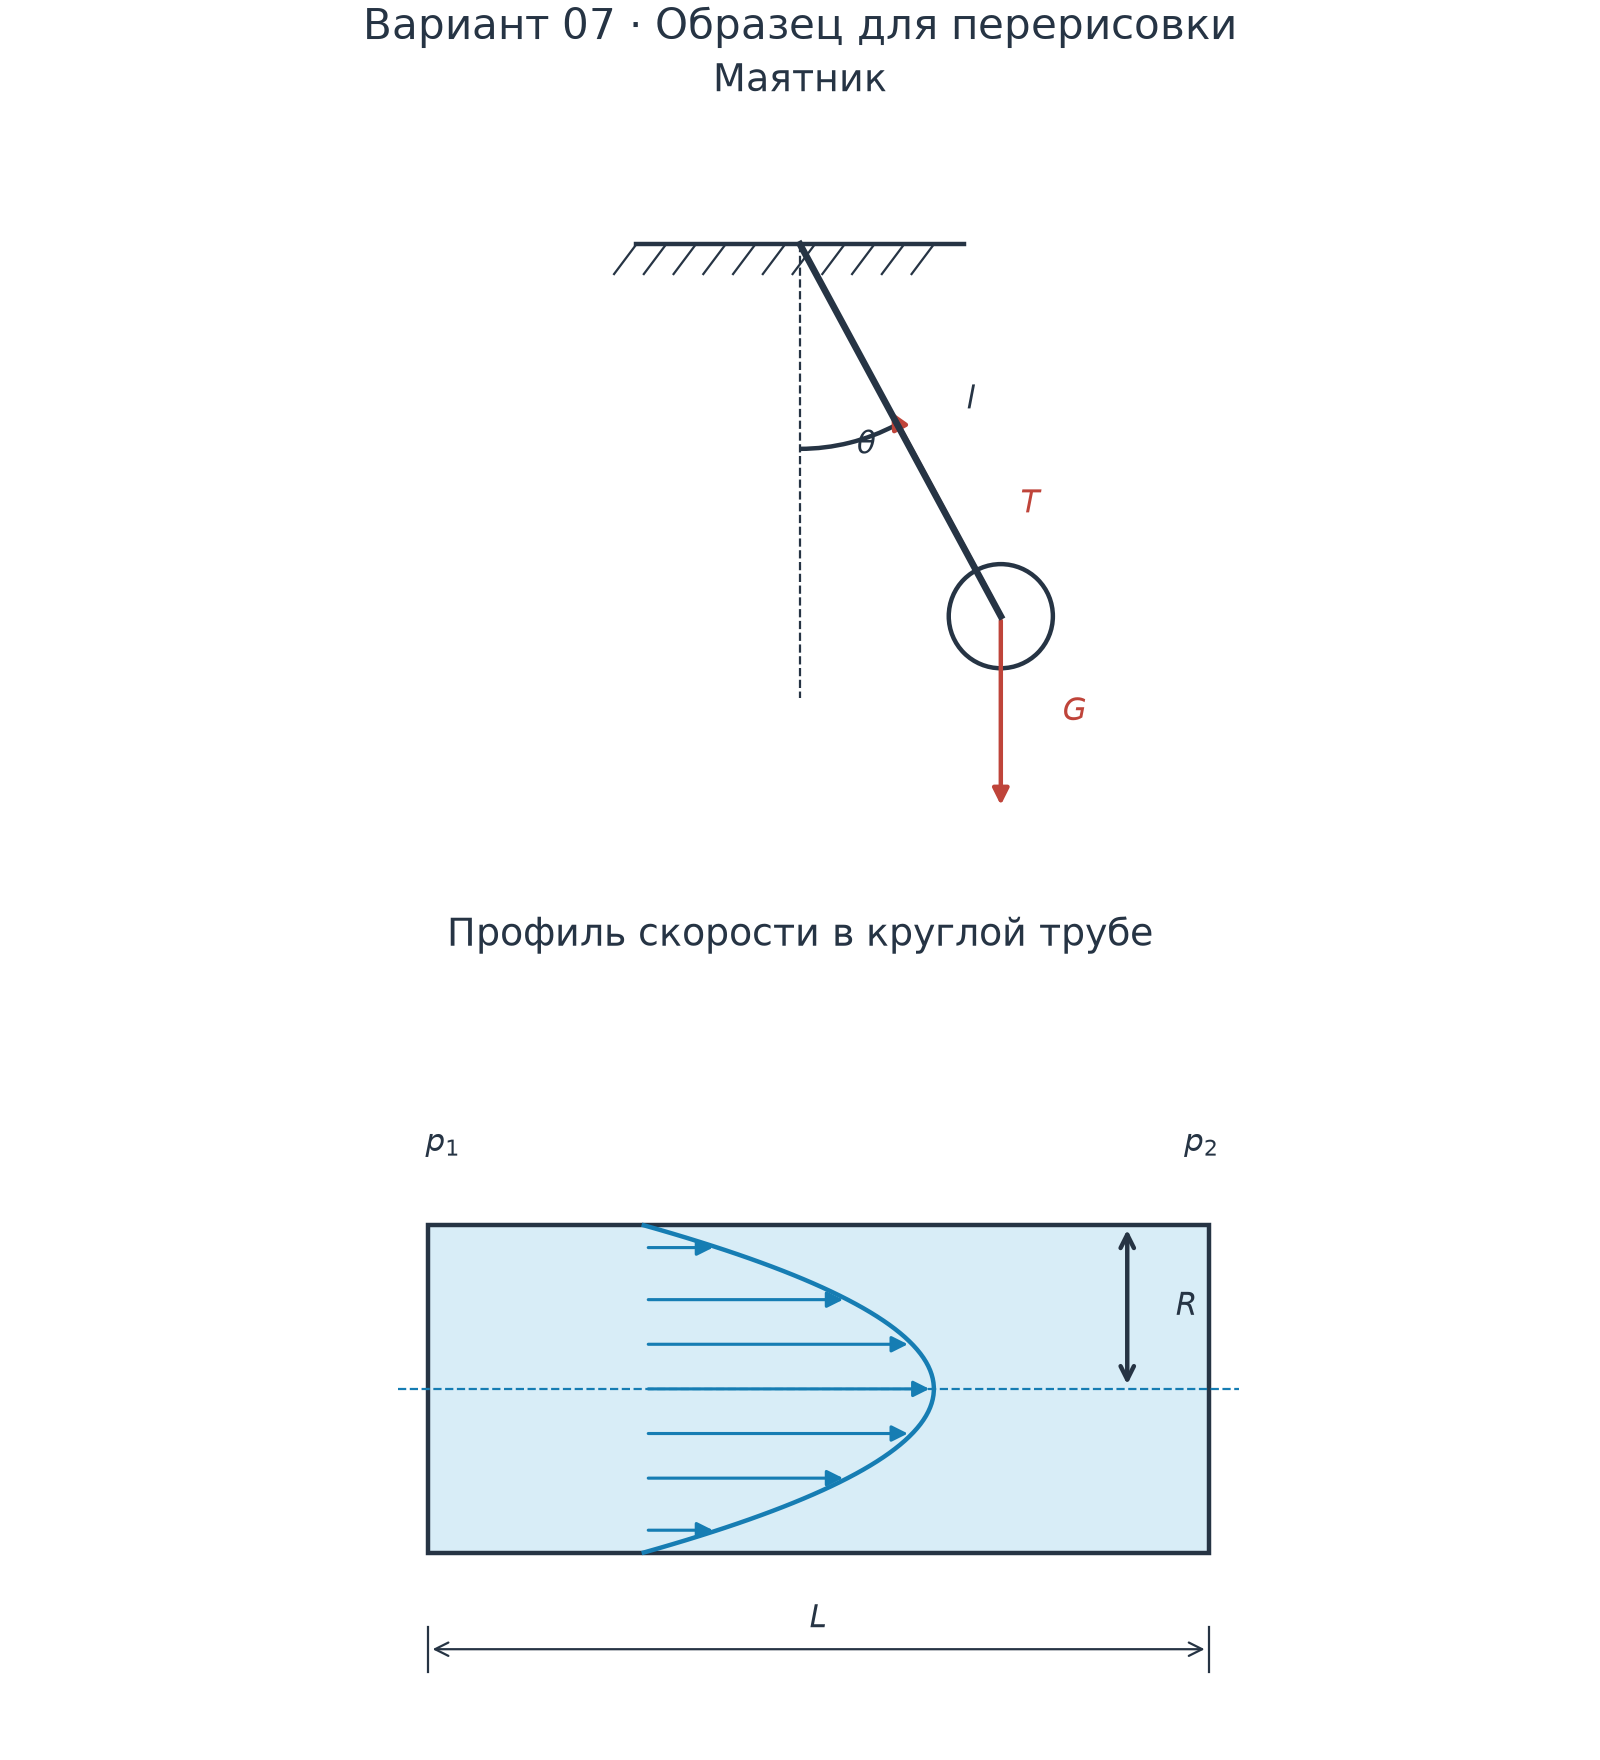 Вариант 07 · Образец для перерисовки
Маятник
l
θ
T
G
Профиль скорости в круглой трубе
p₁ p₂
R
L